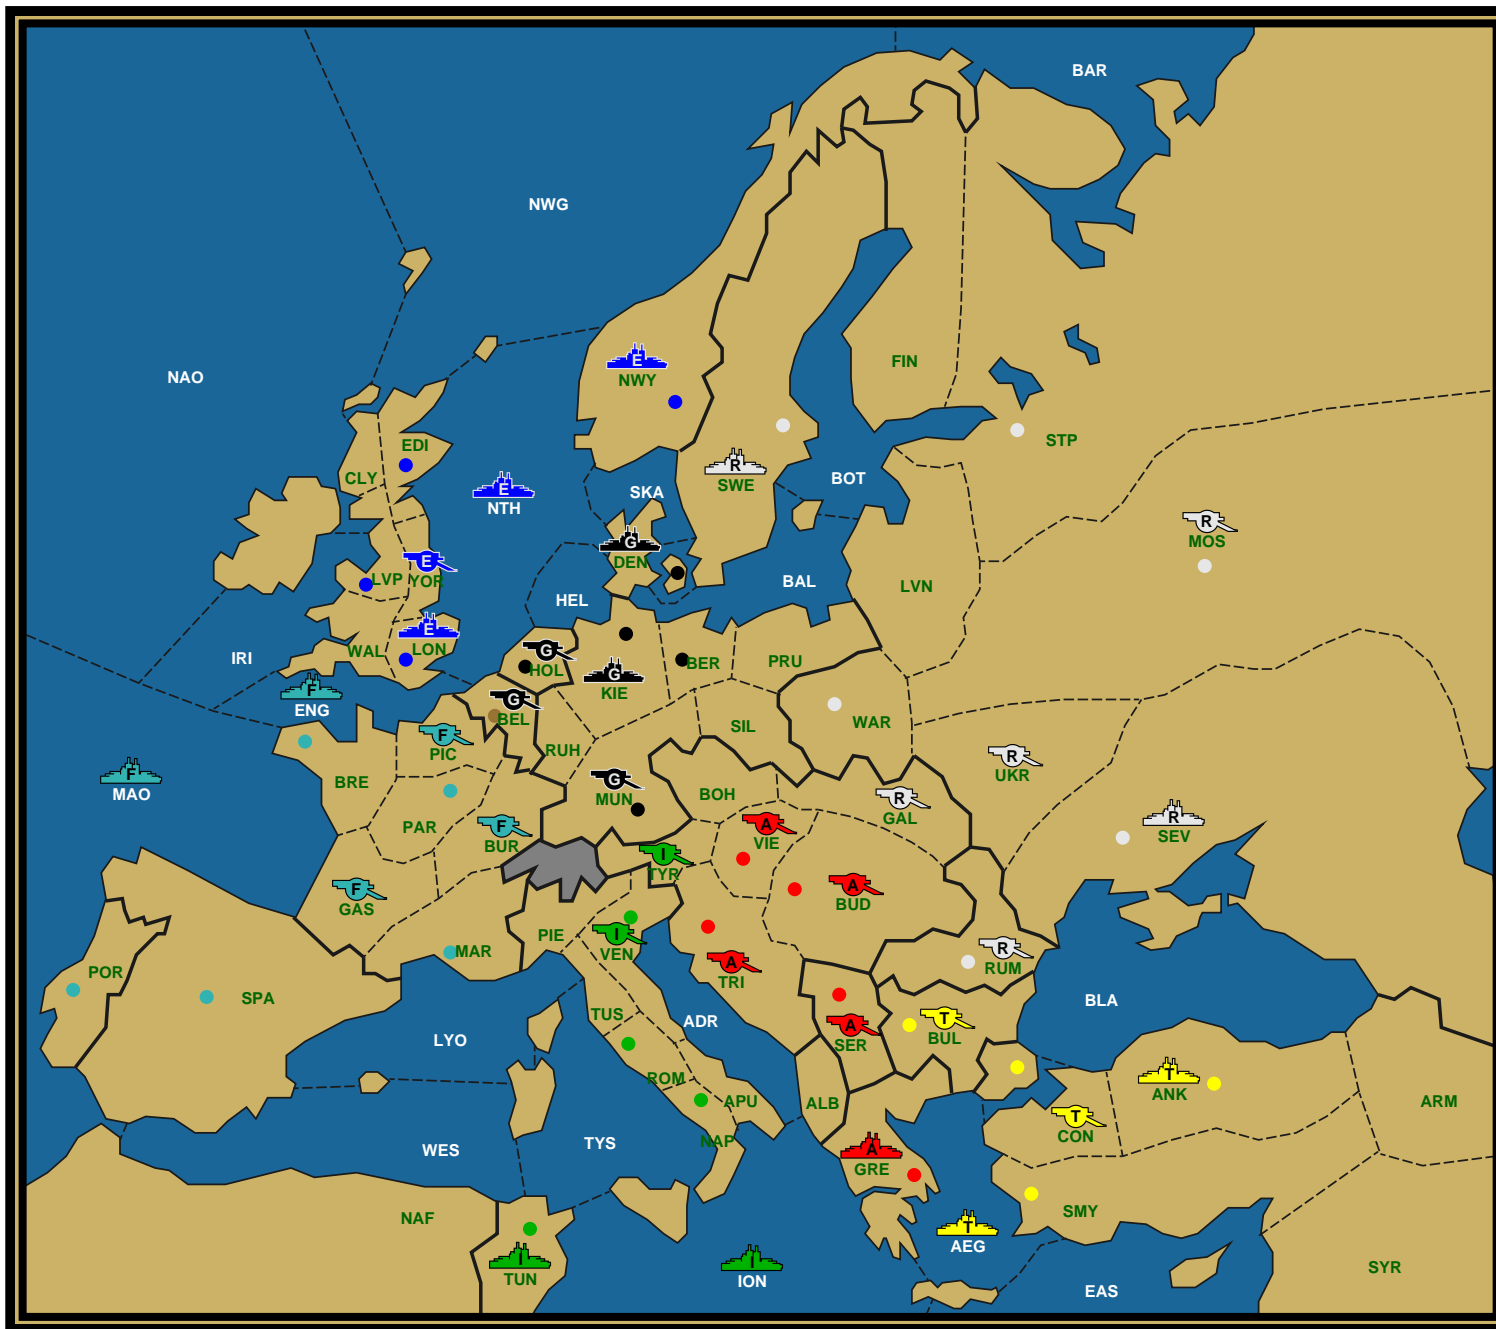 BAR
NWG
NAO
E
NWY
FIN
EDI
STP
CLY
R
SWE
BOT
E
NTH
SKA
R
MOS
G
DEN
E
LVP
YOR
BAL
LVN
HEL
E
LON
WAL
IRI
G
HOL
G
KIE
BER
PRU
F
ENG
G
BEL
WAR
SIL
F
PIC
RUH
R
UKR
F
MAO
BRE
G
MUN
BOH
R
GAL
R
SEV
PAR
F
BUR
A
VIE
I
TYR
F
GAS
A
BUD
PIE
I
VEN
MAR
R
RUM
POR
SPA
A
TRI
BLA
TUS
ADR
A
SER
T
BUL
LYO
ROM
T
ANK
APU
ALB
ARM
T
CON
NAP
WES
TYS
A
GRE
NAF
SMY
T
AEG
I
TUN
I
ION
SYR
EAS